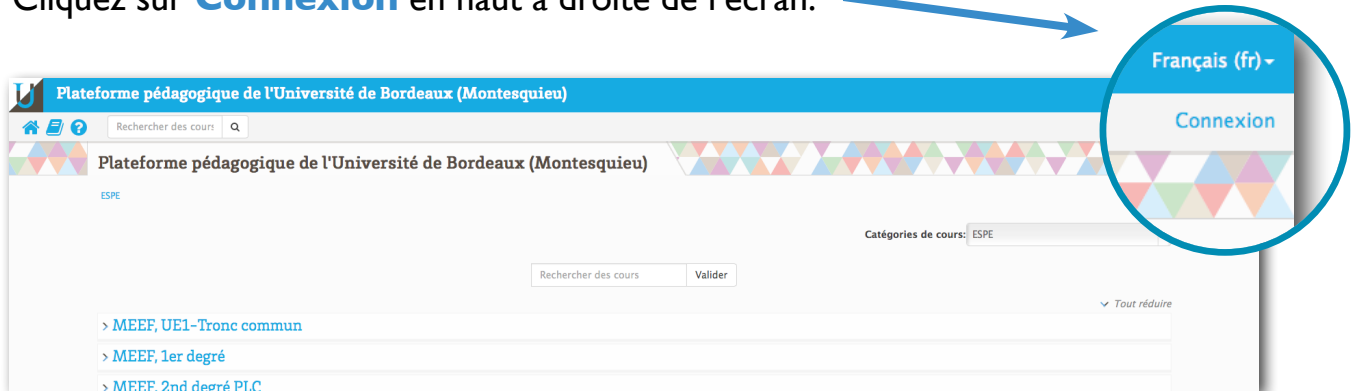 Cliquez sur Connexion en haut à droite de l'écran.
Français (fr)
Plateforme pédagogique de l'Université de Bordeaux (Montesquieu)
Connexion
Rechercher des cours
Plateforme pédagogique de l'Université de Bordeaux (Montesquieu)
ESPE
Catégories de cours: ESPE
Rechercher des cours Valider
Tout réduire
MEEF, UE1-Tronc commun
MEEF, 1er degré
MEEF, 2nd degré PLC